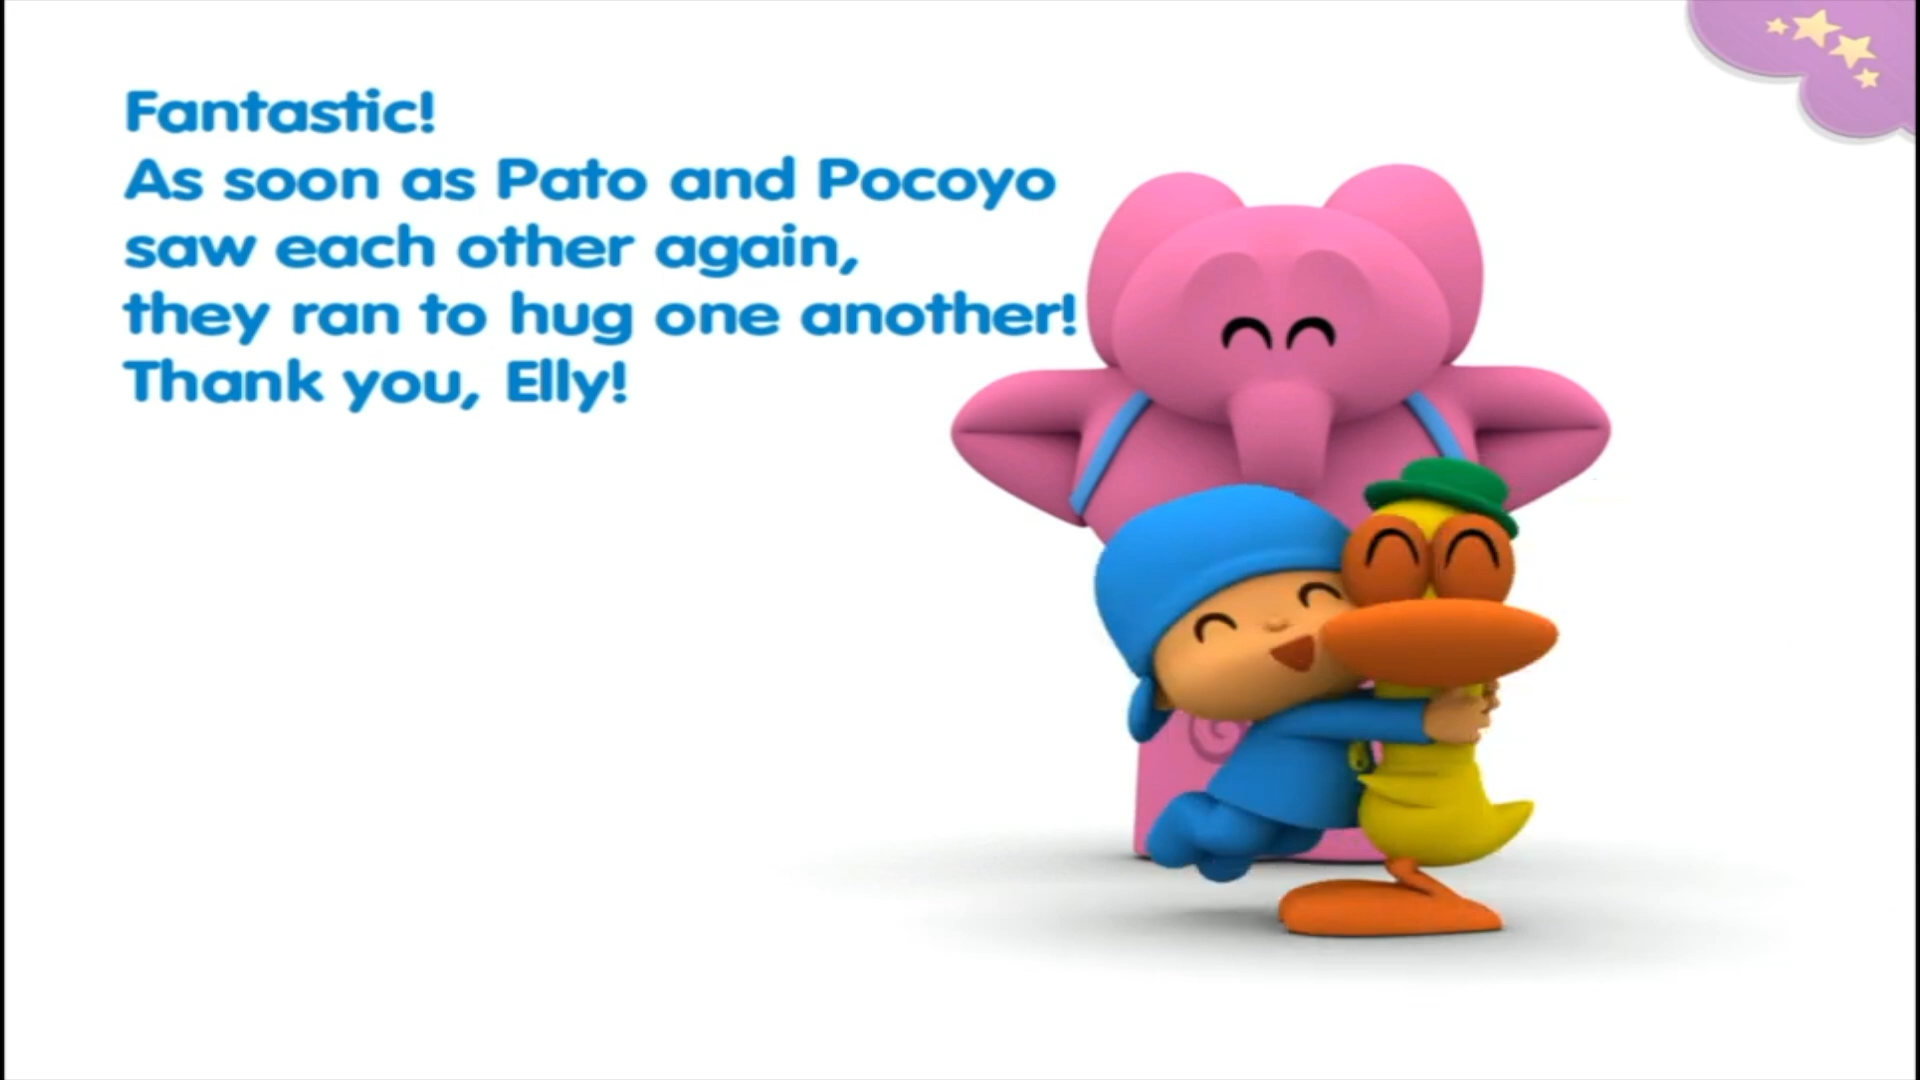 Fantastic!
As soon as Pato and Pocoyo
saw each other again,
they ran to hug one another!
Thank you, Elly!